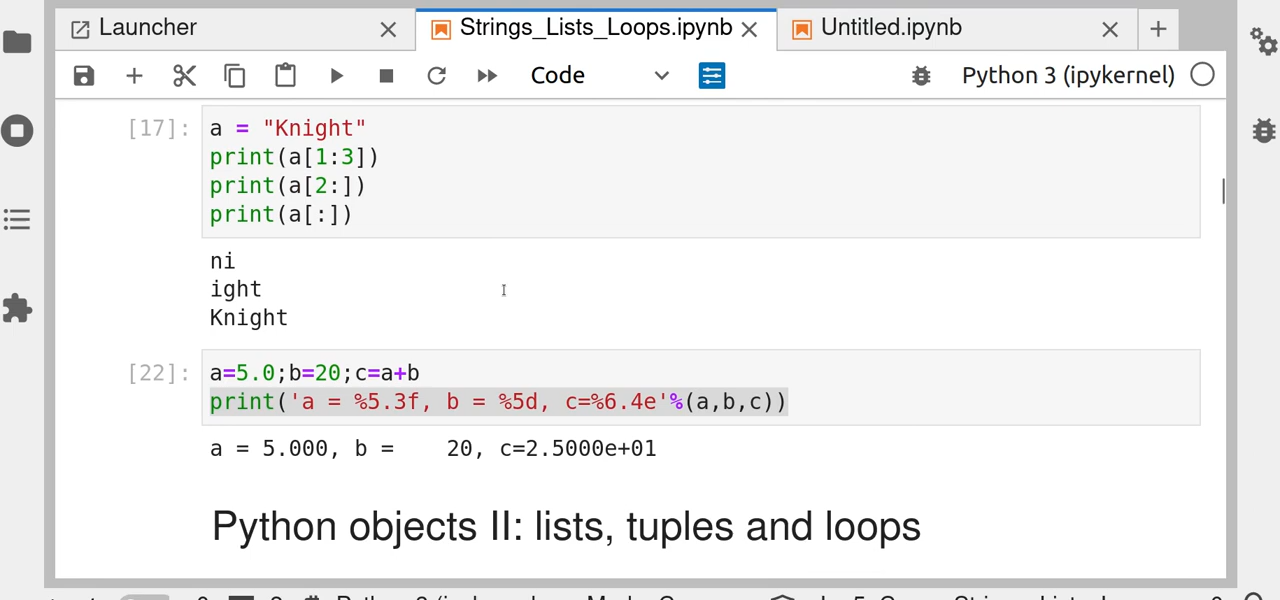 Launcher
Strings_Lists_Loops.ipynb
Untitled.ipynb
Code
Python 3 (ipykernel)
[17]:
a = "Knight"
print(a[1:3])
print(a[2:])
print(a[:])
ni
ight
Knight
[22]:
a=5.0;b=20;c=a+b
print('a = %5.3f, b = %5d, c=%6.4e'%(a,b,c))
a = 5.000, b =    20, c=2.5000e+01
Python objects II: lists, tuples and loops